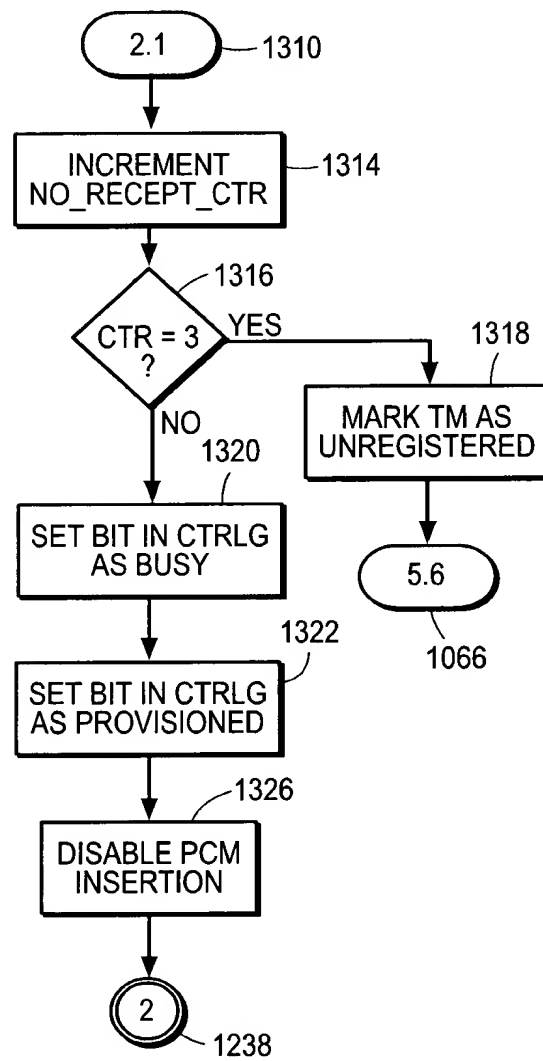 2.1
1310
INCREMENT
NO_RECEPT_CTR
1314
1316
CTR = 3
?
YES
NO
1318
MARK TM AS
UNREGISTERED
1320
SET BIT IN CTRLG
AS BUSY
5.6
1066
1322
SET BIT IN CTRLG
AS PROVISIONED
1326
DISABLE PCM
INSERTION
2
1238